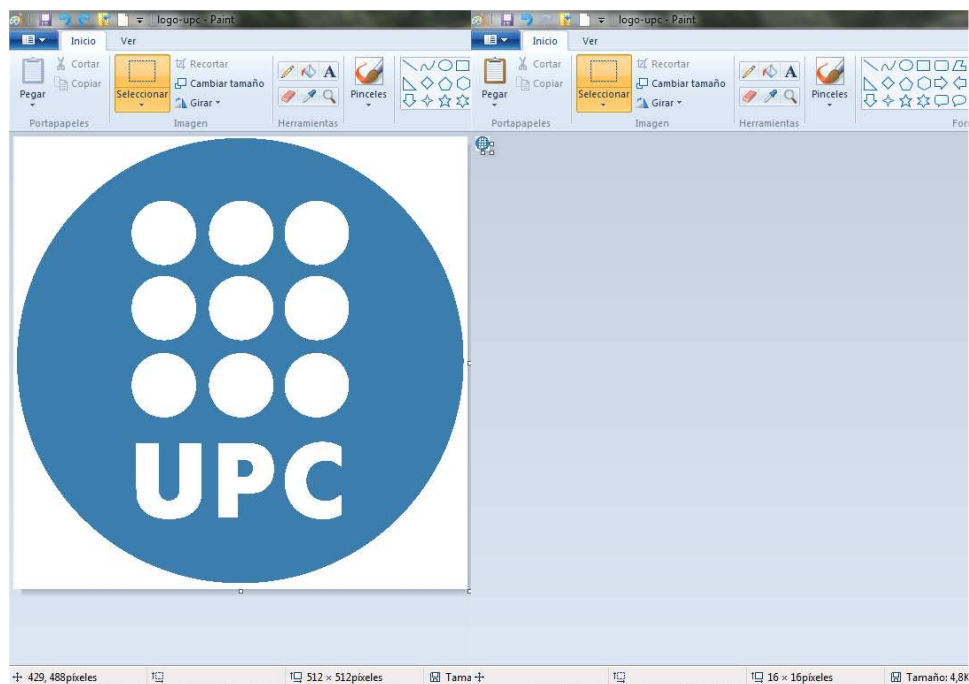 logo-upc - Paint
Inicio Ver
Pegar
Cortar
Copiar
Portapapeles
Seleccionar
Recortar
Cambiar tamaño
Girar
Imagen
A
Herramientas
Pinceles
UPC
429, 488píxeles
512 × 512píxeles
Tama
logo-upc - Paint
Inicio Ver
Pegar
Cortar
Copiar
Portapapeles
Seleccionar
Recortar
Cambiar tamaño
Girar
Imagen
A
Herramientas
Pinceles
For
16 × 16píxeles
Tamaño: 4,8K